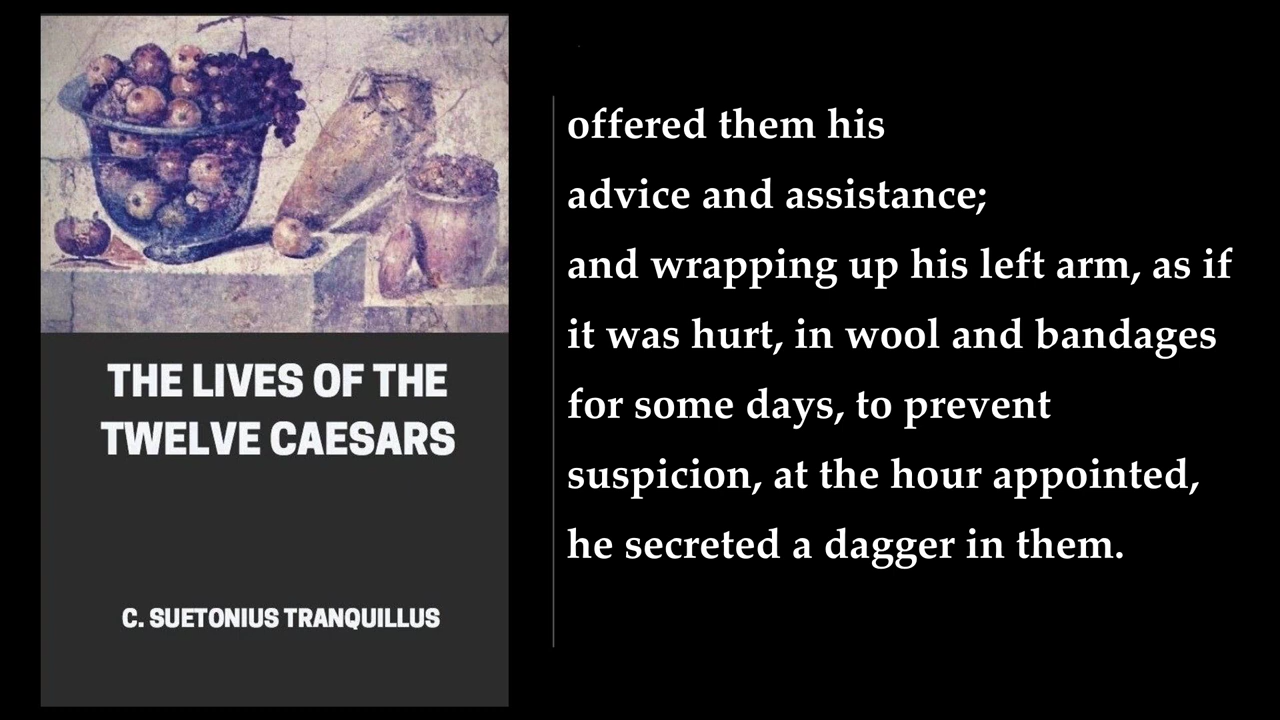 THE LIVES OF THE
TWELVE CAESARS
C. SUETONIUS TRANQUILLUS
offered them his
advice and assistance;
and wrapping up his left arm, as if
it was hurt, in wool and bandages
for some days, to prevent
suspicion, at the hour appointed,
he secreted a dagger in them.